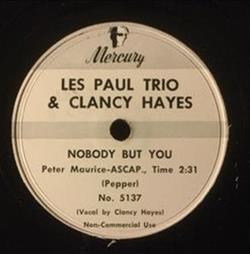 Mercury
LES PAUL TRIO
& CLANCY HAYES
NOBODY BUT YOU
Peter Maurice-ASCAP., Time 2:31
(Pepper)
No. 5137
(Vocal by Clancy Hayes)
Non-Commercial Use